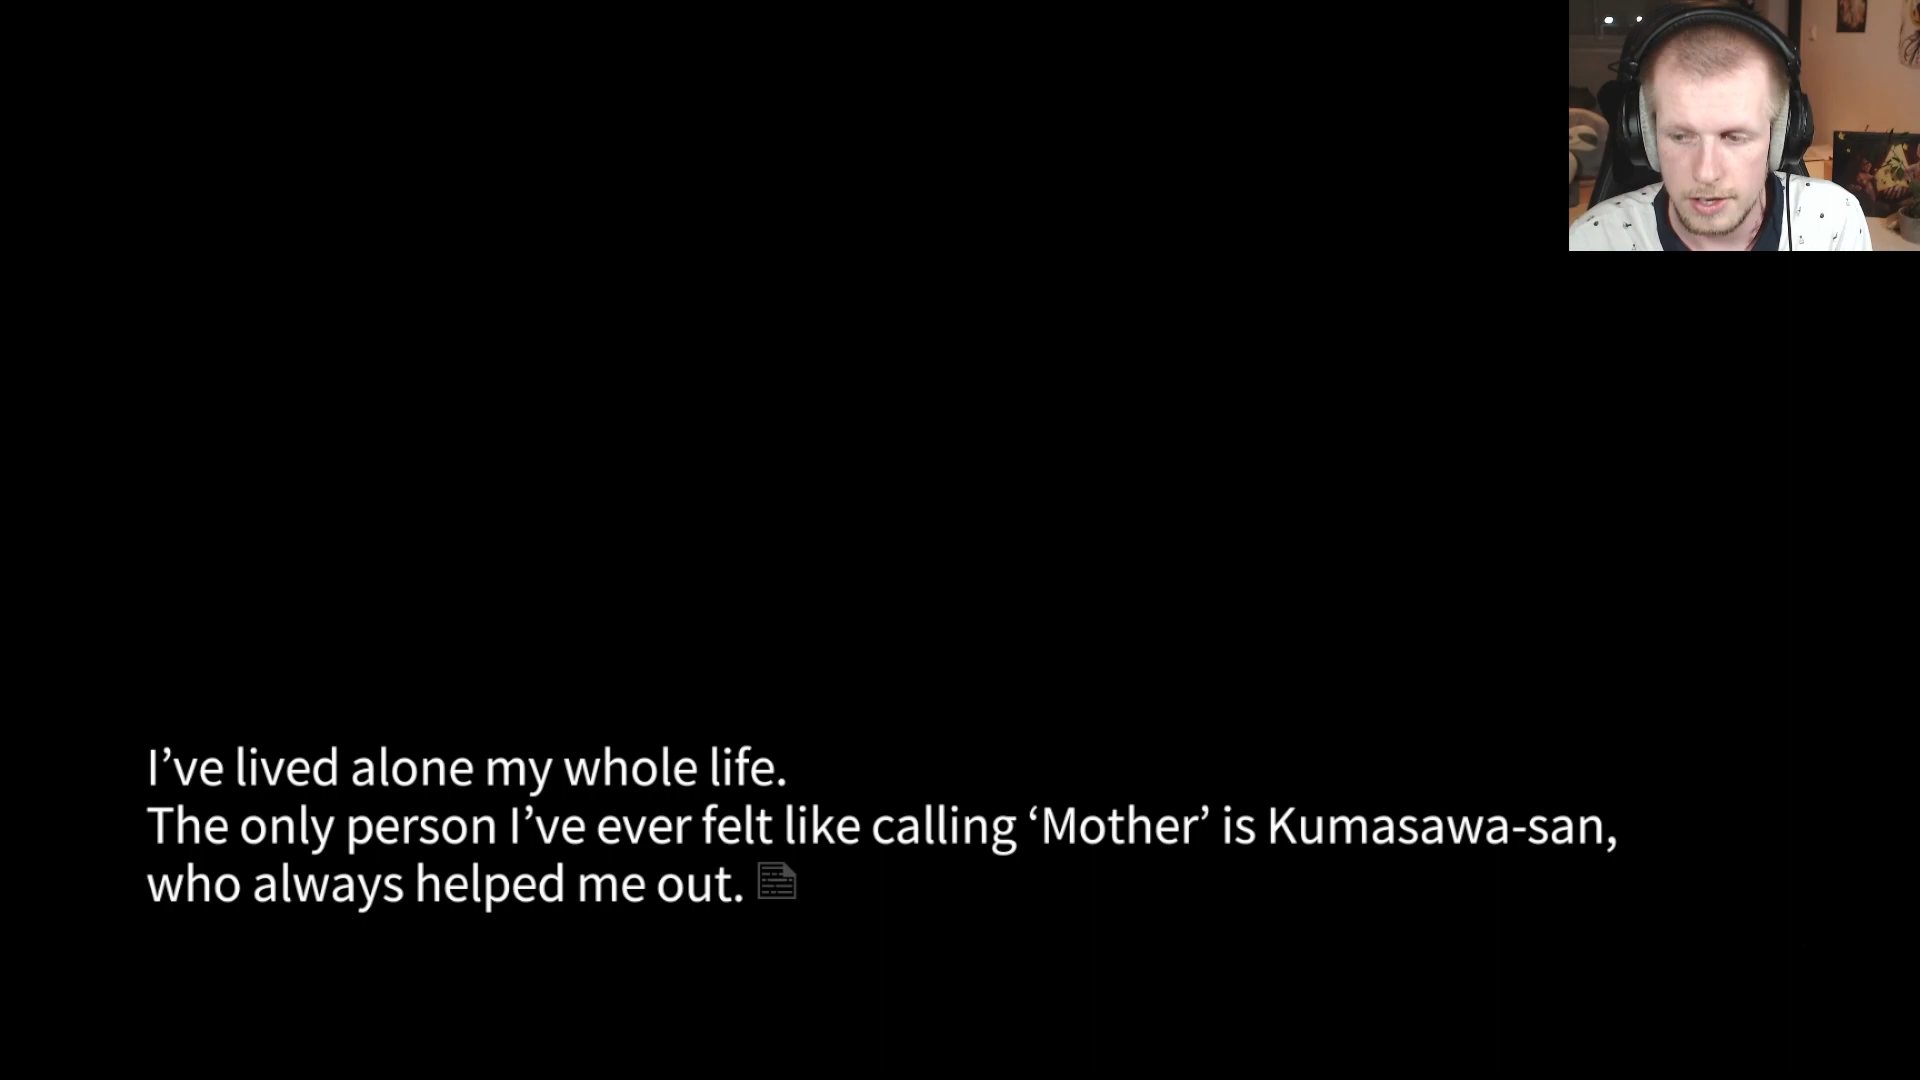 I’ve lived alone my whole life.
The only person I’ve ever felt like calling ‘Mother’ is Kumasawa-san,
who always helped me out.